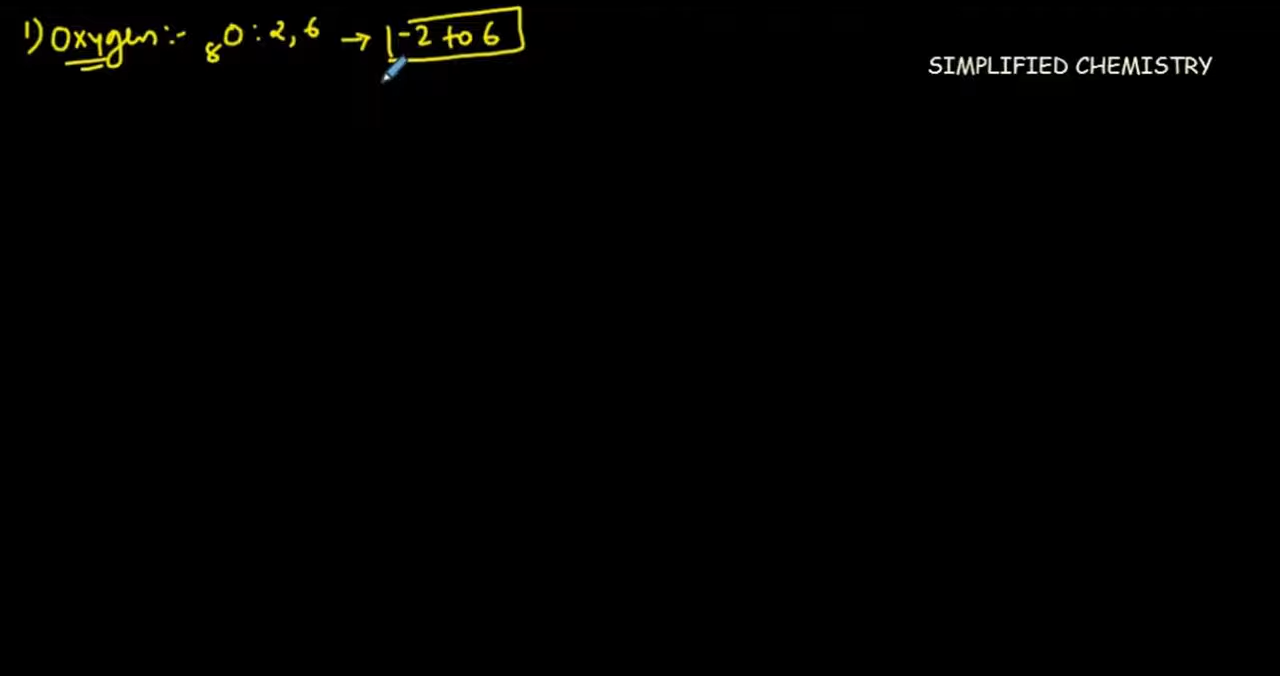 1) Oxygen :- ₈O : 2, 6 → -2 to 6
SIMPLIFIED CHEMISTRY